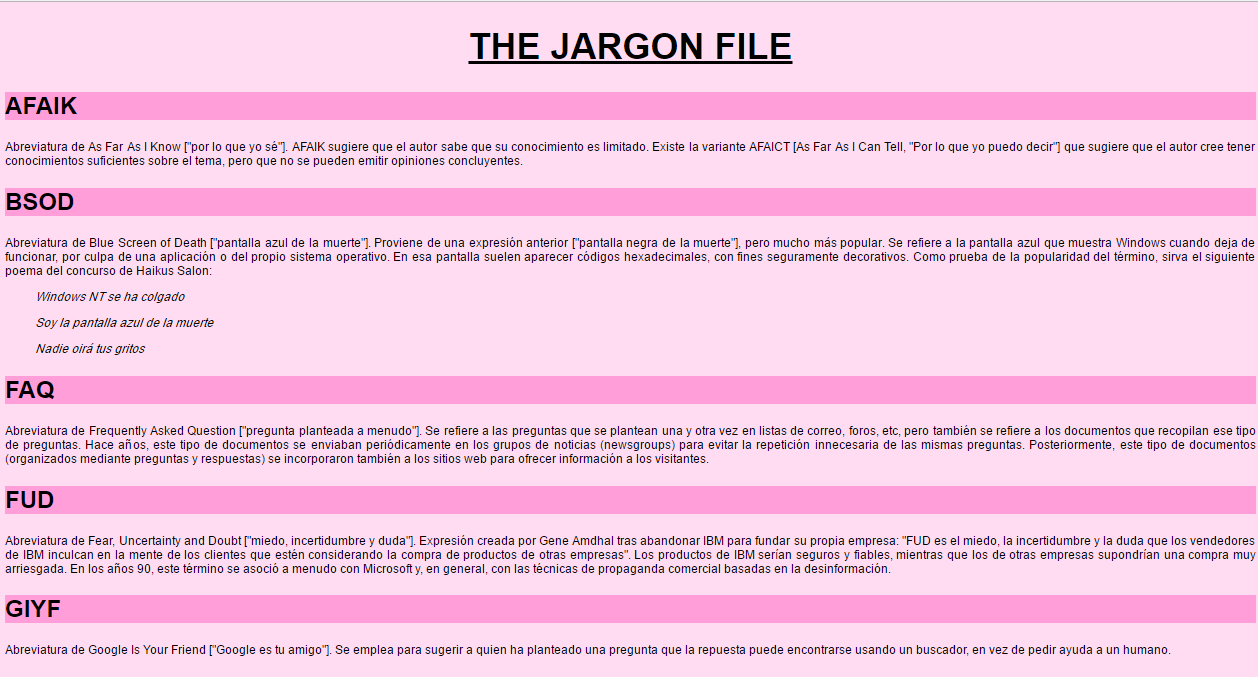 THE JARGON FILE
AFAIK
Abreviatura de As Far As I Know ["por lo que yo sé"]. AFAIK sugiere que el autor sabe que su conocimiento es limitado. Existe la variante AFAICT [As Far As I Can Tell, "Por lo que yo puedo decir"] que sugiere que el autor cree tener
conocimientos suficientes sobre el tema, pero que no se pueden emitir opiniones concluyentes.
BSOD
Abreviatura de Blue Screen of Death ["pantalla azul de la muerte"]. Proviene de una expresión anterior ["pantalla negra de la muerte"], pero mucho más popular. Se refiere a la pantalla azul que muestra Windows cuando deja de
funcionar, por culpa de una aplicación o del propio sistema operativo. En esa pantalla suelen aparecer códigos hexadecimales, con fines seguramente decorativos. Como prueba de la popularidad del término, sirva el siguiente
poema del concurso de Haikus Salon:
Windows NT se ha colgado
Soy la pantalla azul de la muerte
Nadie oirá tus gritos
FAQ
Abreviatura de Frequently Asked Question ["pregunta planteada a menudo"]. Se refiere a las preguntas que se plantean una y otra vez en listas de correo, foros, etc, pero también se refiere a los documentos que recopilan ese tipo
de preguntas. Hace años, este tipo de documentos se enviaban periódicamente en los grupos de noticias (newsgroups) para evitar la repetición innecesaria de las mismas preguntas. Posteriormente, este tipo de documentos
(organizados mediante preguntas y respuestas) se incorporaron también a los sitios web para ofrecer información a los visitantes.
FUD
Abreviatura de Fear, Uncertainty and Doubt ["miedo, incertidumbre y duda"]. Expresión creada por Gene Amdhal tras abandonar IBM para fundar su propia empresa: "FUD es el miedo, la incertidumbre y la duda que los vendedores
de IBM inculcan en la mente de los clientes que estén considerando la compra de productos de otras empresas". Los productos de IBM serían seguros y fiables, mientras que los de otras empresas supondrían una compra muy
arriesgada. En los años 90, este término se asoció a menudo con Microsoft y, en general, con las técnicas de propaganda comercial basadas en la desinformación.
GIYF
Abreviatura de Google Is Your Friend ["Google es tu amigo"]. Se emplea para sugerir a quien ha planteado una pregunta que la repuesta puede encontrarse usando un buscador, en vez de pedir ayuda a un humano.